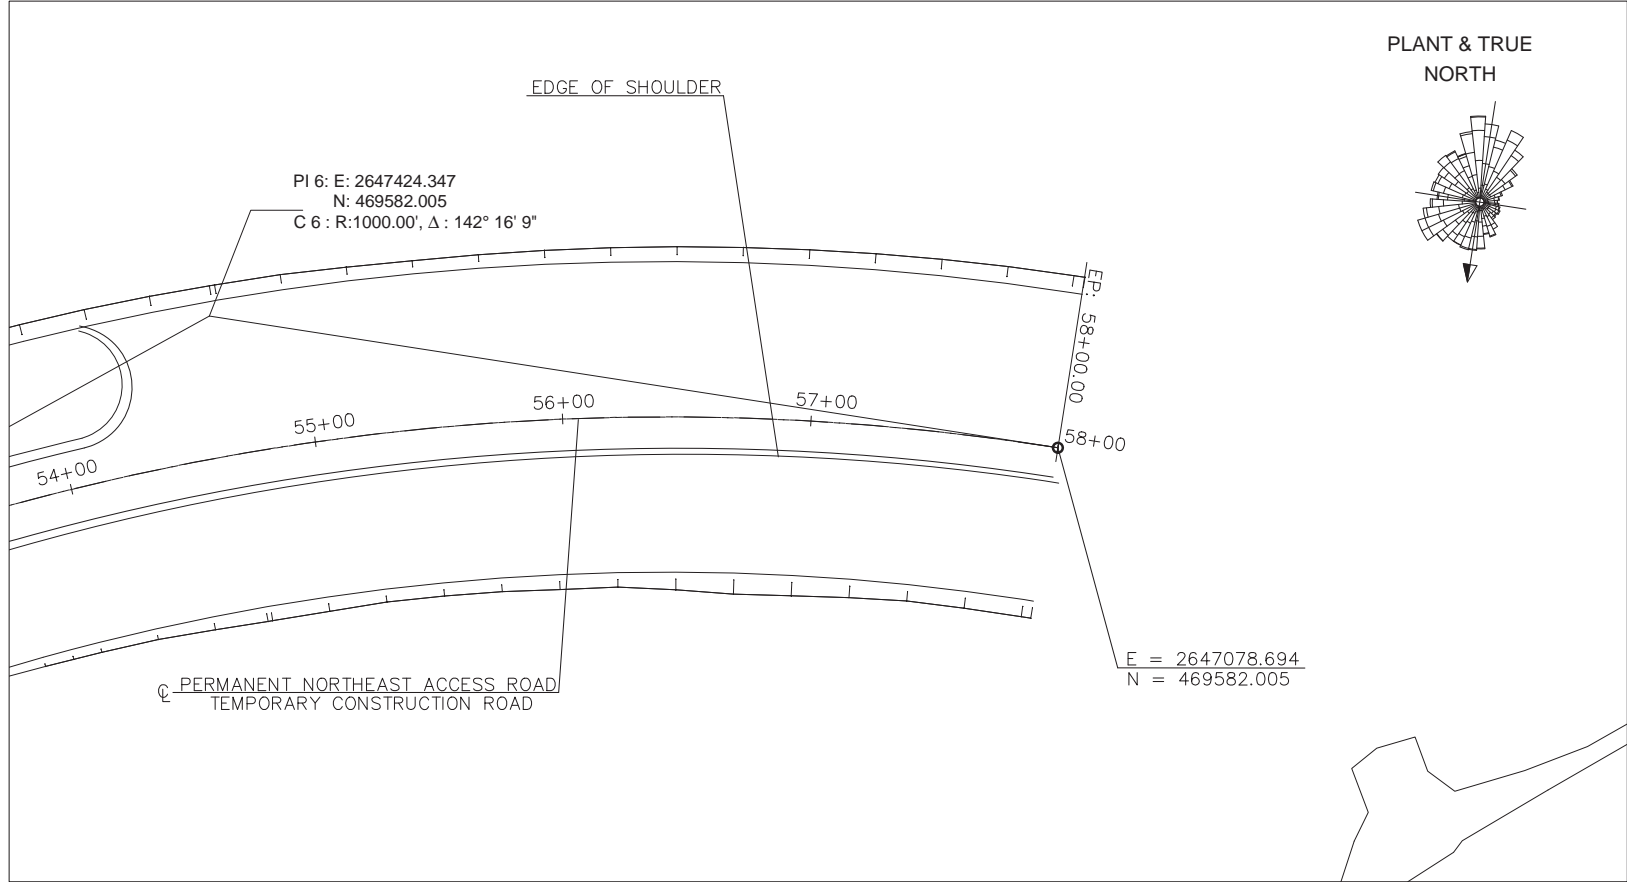 PLANT & TRUE
NORTH
EDGE OF SHOULDER
PI 6: E: 2647424.347
N: 469582.005
C 6 : R:1000.00', Δ : 142° 16' 9"
EP: 58+00.00
54+00
55+00
56+00
57+00
58+00
E = 2647078.694
N = 469582.005
℄ PERMANENT NORTHEAST ACCESS ROAD
TEMPORARY CONSTRUCTION ROAD